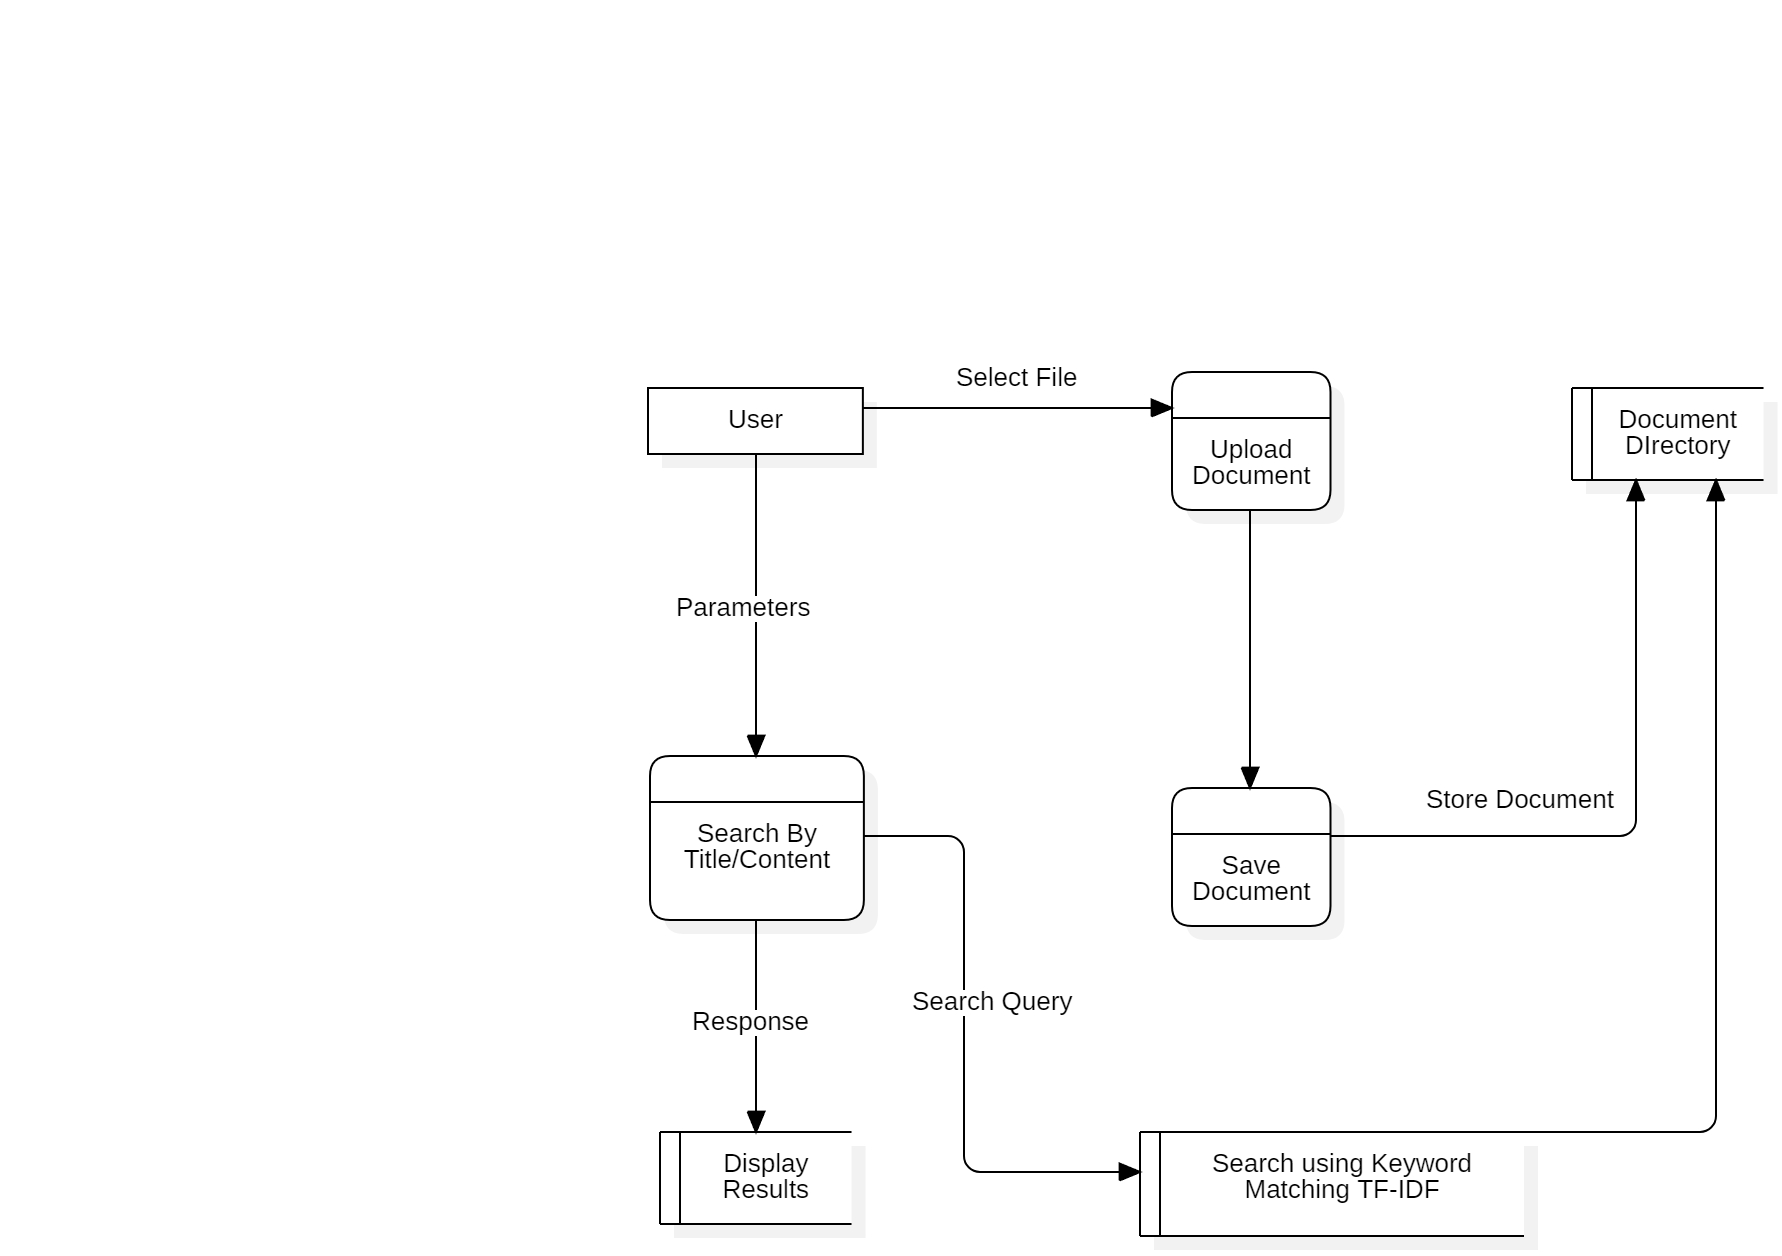 Select File
User
Upload
Document
Document
DIrectory
Parameters
Store Document
Search By
Title/Content
Save
Document
Search Query
Response
Display
Results
Search using Keyword
Matching TF-IDF